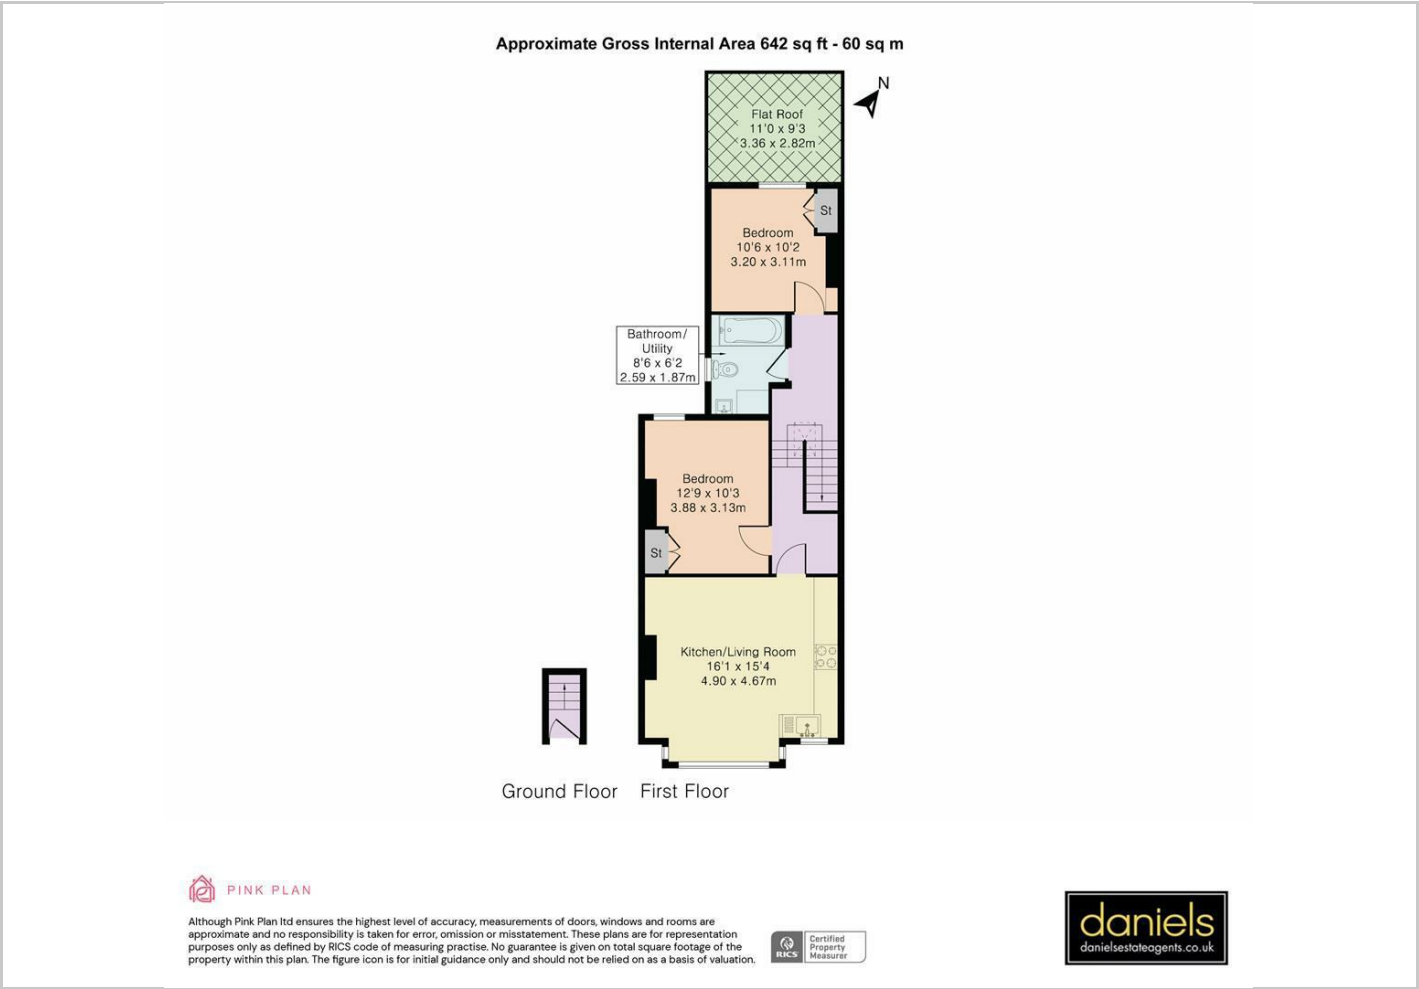 Approximate Gross Internal Area 642 sq ft - 60 sq m
N
Flat Roof
11'0 x 9'3
3.36 x 2.82m
St
Bedroom
10'6 x 10'2
3.20 x 3.11m
Bathroom/
Utility
8'6 x 6'2
2.59 x 1.87m
Bedroom
12'9 x 10'3
3.88 x 3.13m
St
Kitchen/Living Room
16'1 x 15'4
4.90 x 4.67m
Ground Floor
First Floor
PINK PLAN
Although Pink Plan ltd ensures the highest level of accuracy, measurements of doors, windows and rooms are
approximate and no responsibility is taken for error, omission or misstatement. These plans are for representation
purposes only as defined by RICS code of measuring practise. No guarantee is given on total square footage of the
property within this plan. The figure icon is for initial guidance only and should not be relied on as a basis of valuation.
RICS
Certified
Property
Measurer
daniels
danielsestateagents.co.uk